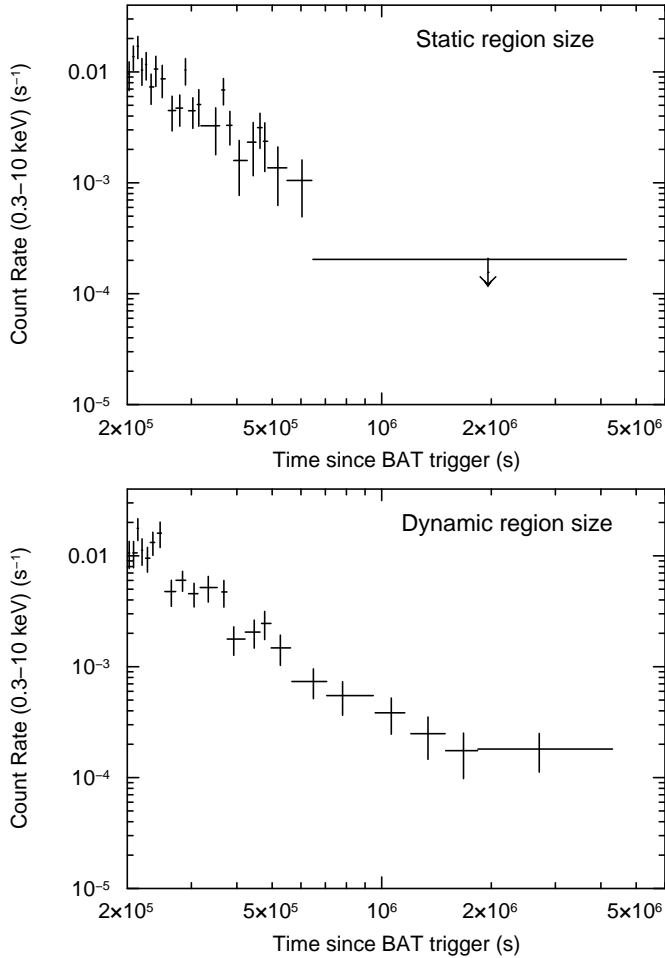 Static region size
Count Rate (0.3–10 keV) (s⁻¹)
0.01
10⁻³
10⁻⁴
10⁻⁵
2×10⁵ 5×10⁵ 10⁶ 2×10⁶ 5×10⁶
Time since BAT trigger (s)
Dynamic region size
Count Rate (0.3–10 keV) (s⁻¹)
0.01
10⁻³
10⁻⁴
10⁻⁵
2×10⁵ 5×10⁵ 10⁶ 2×10⁶ 5×10⁶
Time since BAT trigger (s)